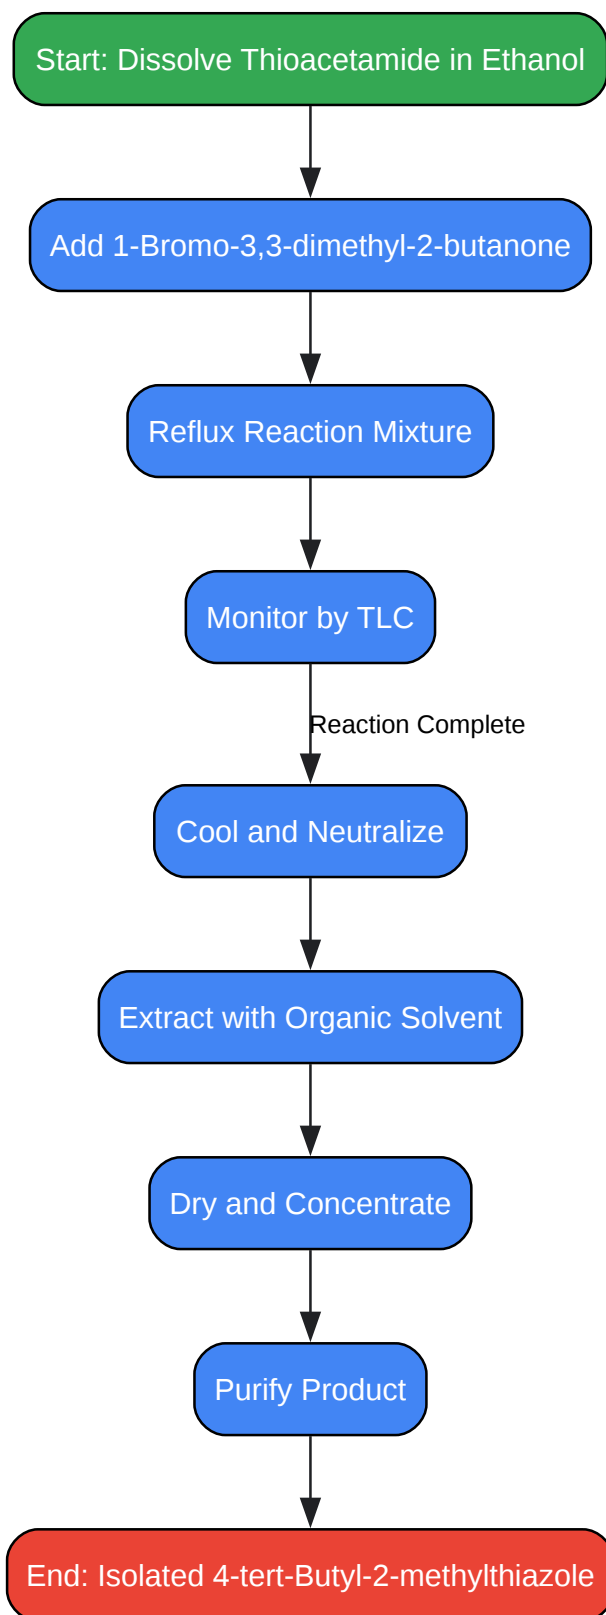 Start: Dissolve Thioacetamide in Ethanol
Add 1-Bromo-3,3-dimethyl-2-butanone
Reflux Reaction Mixture
Monitor by TLC
Reaction Complete
Cool and Neutralize
Extract with Organic Solvent
Dry and Concentrate
Purify Product
End: Isolated 4-tert-Butyl-2-methylthiazole